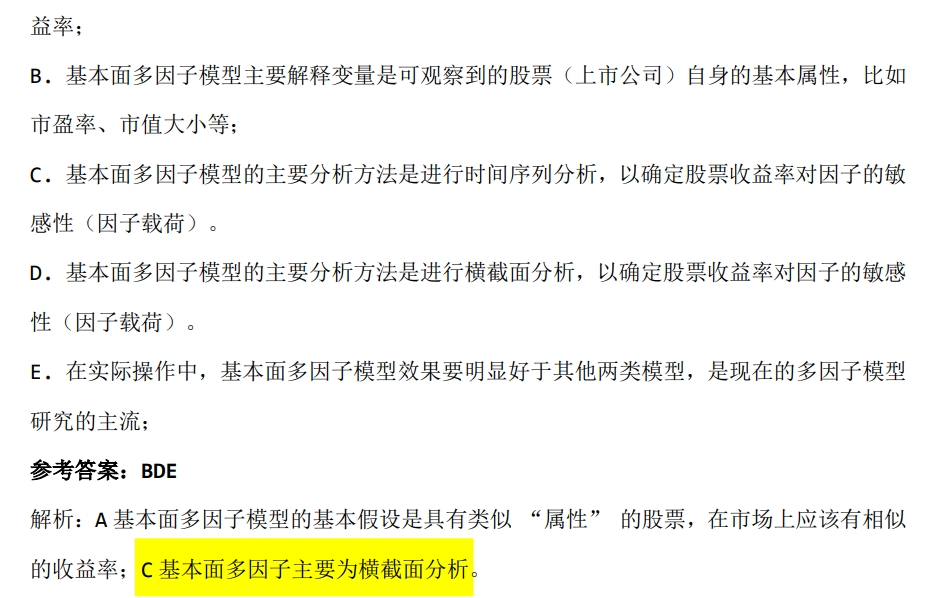 益率；
B．基本面多因子模型主要解释变量是可观察到的股票（上市公司）自身的基本属性，比如
市盈率、市值大小等；
C．基本面多因子模型的主要分析方法是进行时间序列分析，以确定股票收益率对因子的敏
感性（因子载荷）。
D．基本面多因子模型的主要分析方法是进行横截面分析，以确定股票收益率对因子的敏感
性（因子载荷）。
E．在实际操作中，基本面多因子模型效果要明显好于其他两类模型，是现在的多因子模型
研究的主流；
参考答案：BDE
解析：A 基本面多因子模型的基本假设是具有类似 “属性” 的股票，在市场上应该有相似
的收益率；C 基本面多因子主要为横截面分析。